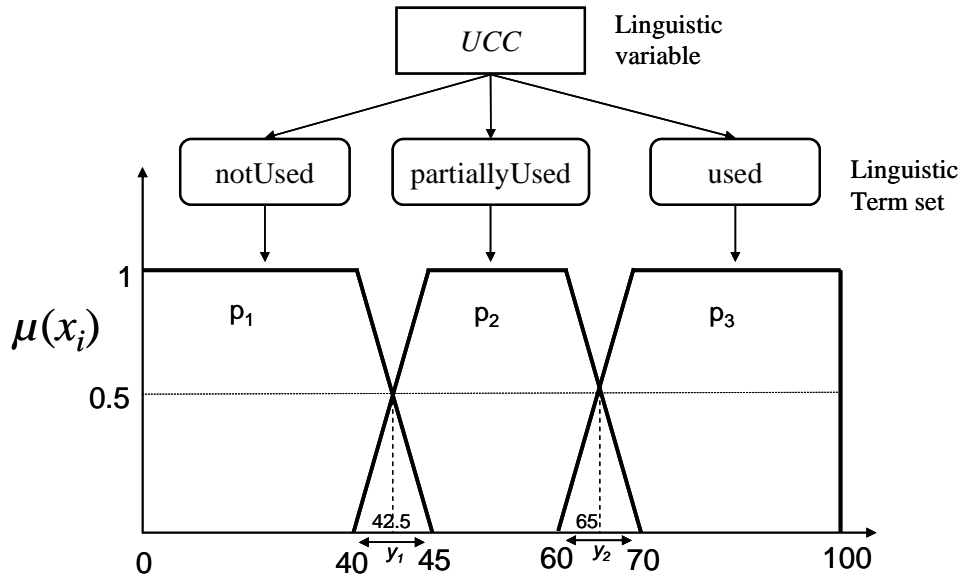 UCC
Linguistic
variable
notUsed
partiallyUsed
used
Linguistic
Term set
1
p₁
p₂
p₃
μ(xᵢ)
0.5
42.5
65
0
40
y₁
45
60
y₂
70
100